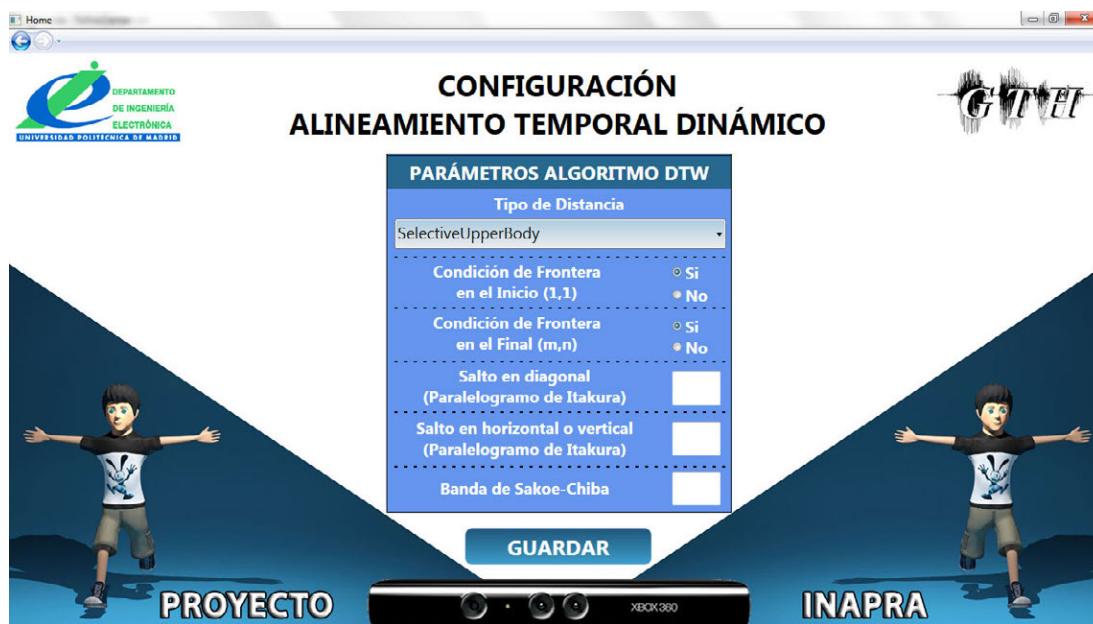 Home
DEPARTAMENTO
DE INGENIERÍA
ELECTRÓNICA
UNIVERSIDAD POLITÉCNICA DE MADRID
CONFIGURACIÓN
ALINEAMIENTO TEMPORAL DINÁMICO
GTH
PARÁMETROS ALGORITMO DTW
Tipo de Distancia
SelectiveUpperBody
Condición de Frontera
en el Inicio (1,1)
Si
No
Condición de Frontera
en el Final (m,n)
Si
No
Salto en diagonal
(Paralelogramo de Itakura)
Salto en horizontal o vertical
(Paralelogramo de Itakura)
Banda de Sakoe-Chiba
GUARDAR
PROYECTO
XBOX 360
INAPRA